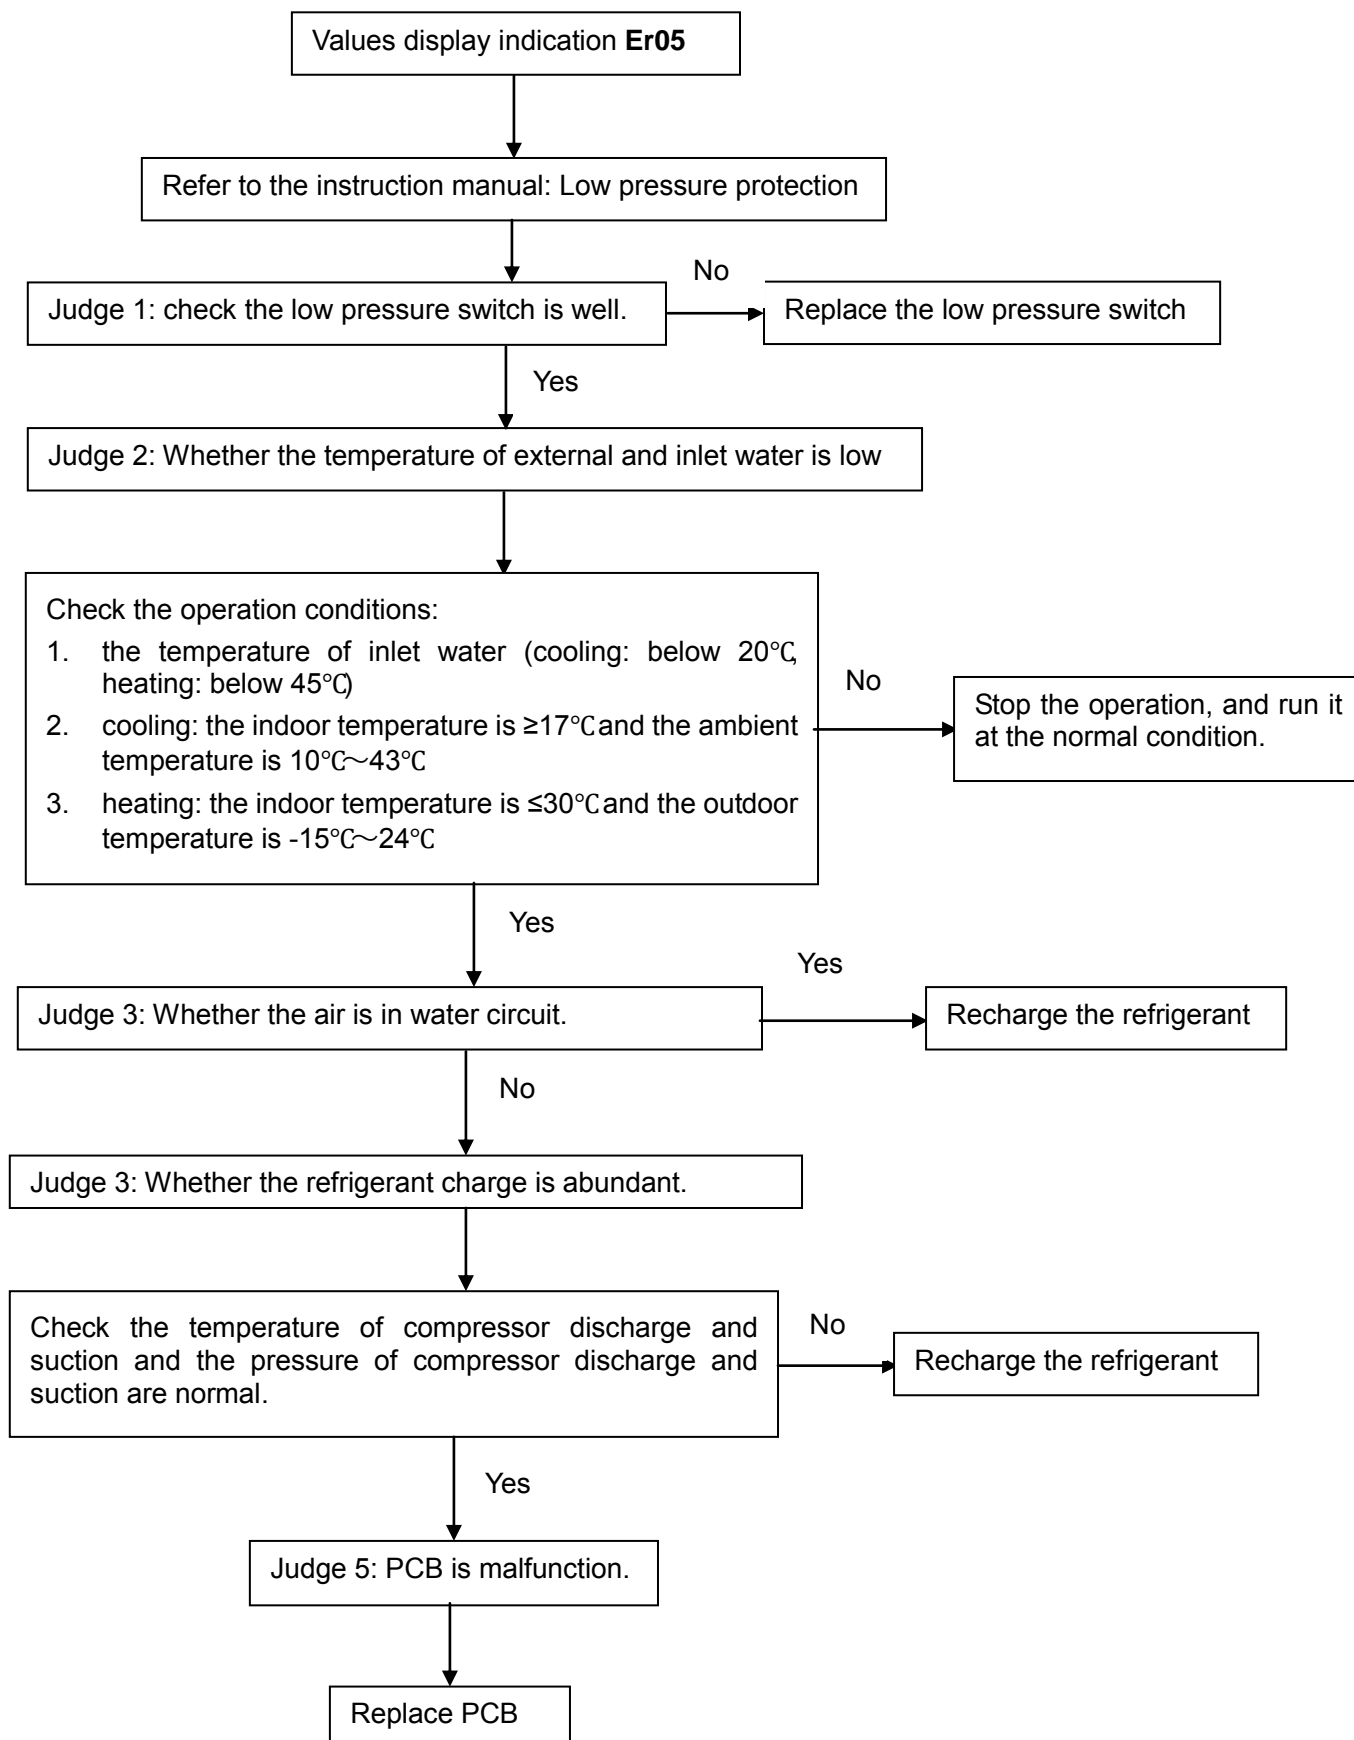 Values display indication Er05
Refer to the instruction manual: Low pressure protection
No
Judge 1: check the low pressure switch is well.
Replace the low pressure switch
Yes
Judge 2: Whether the temperature of external and inlet water is low
Check the operation conditions:
1. the temperature of inlet water (cooling: below 20℃,
heating: below 45℃)
2. cooling: the indoor temperature is ≥17℃ and the ambient
temperature is 10℃～43℃
3. heating: the indoor temperature is ≤30℃ and the outdoor
temperature is -15℃～24℃
No
Stop the operation, and run it
at the normal condition.
Yes
Yes
Judge 3: Whether the air is in water circuit.
Recharge the refrigerant
No
Judge 3: Whether the refrigerant charge is abundant.
Check the temperature of compressor discharge and
suction and the pressure of compressor discharge and
suction are normal.
No
Recharge the refrigerant
Yes
Judge 5: PCB is malfunction.
Replace PCB